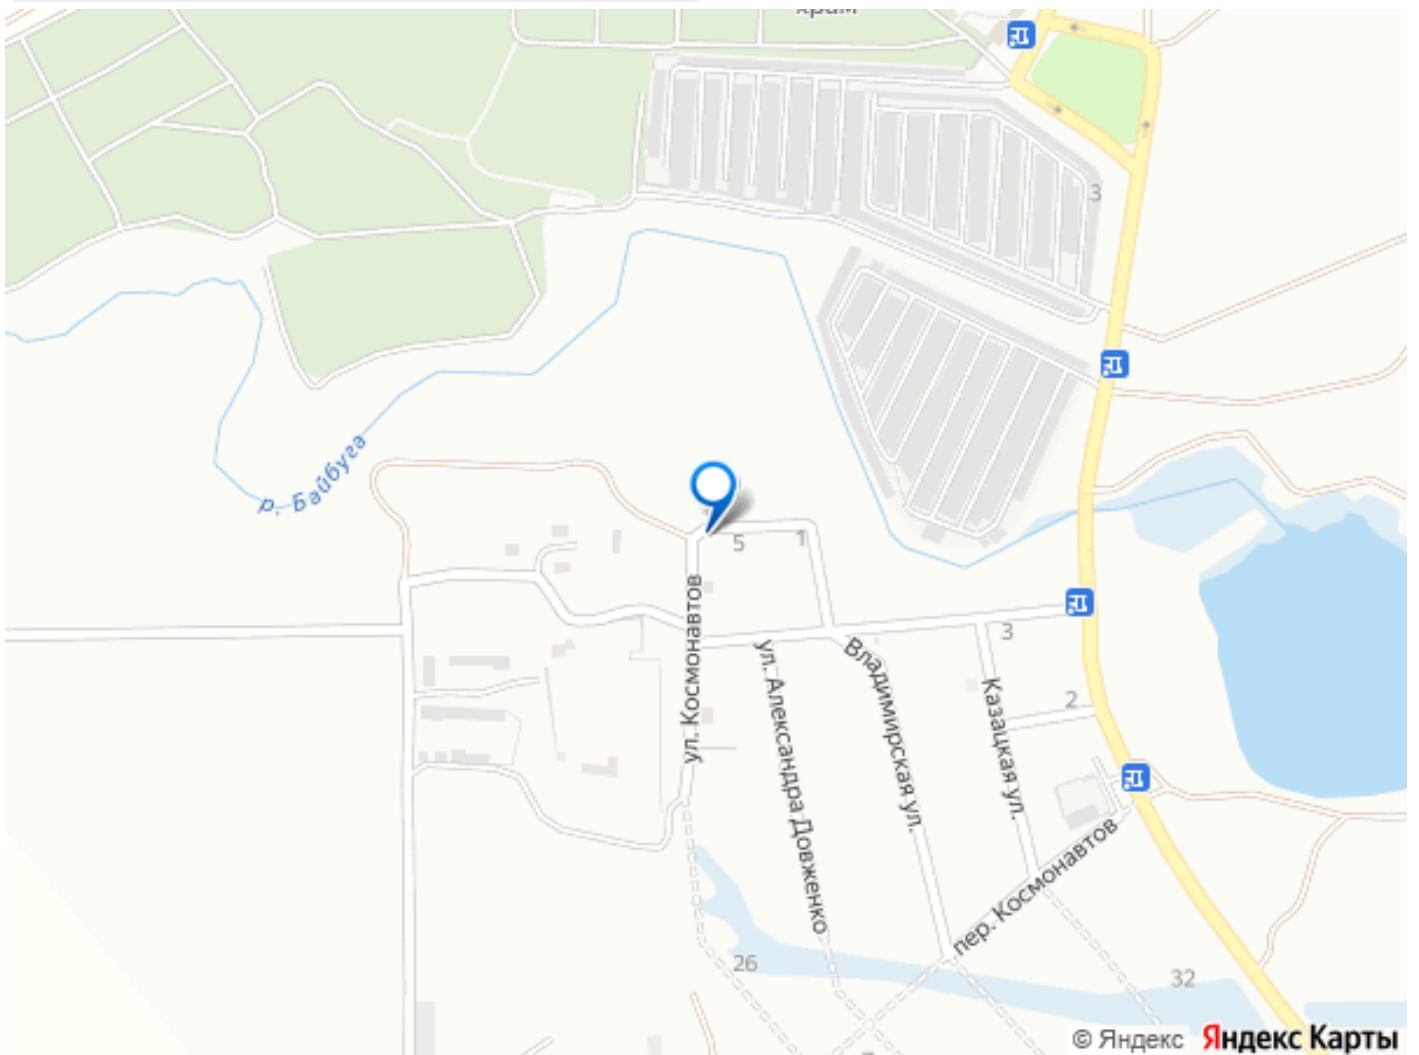 храм
3
р. Байбуга
5
1
ул. Космонавтов
3
ул. Александра Довженко
Владимирская ул.
Казацкая ул.
2
пер. Космонавтов
26
32
© Яндекс Яндекс Карты